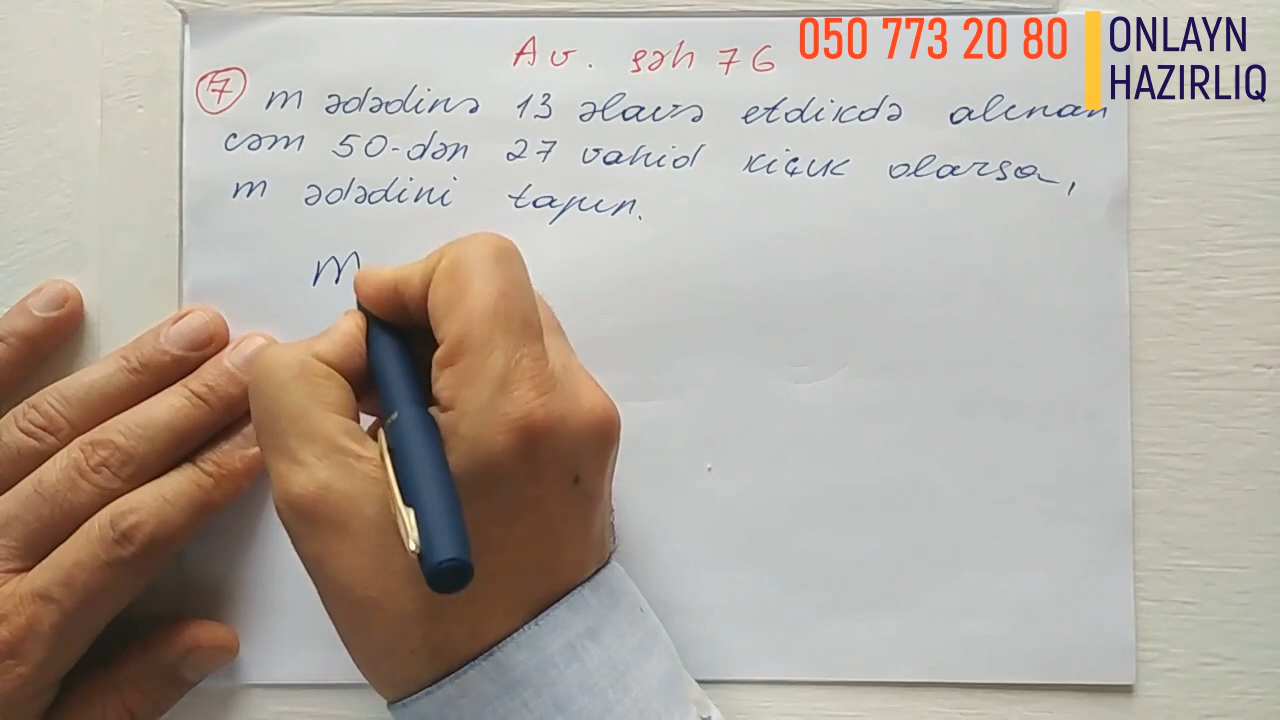 050 773 20 80
ONLAYN
HAZIRLIQ
Av. səh 76
7 m ədədinə 13 əlavə etdikdə alınan
cəm 50-dən 27 vahid kiçik olarsa,
m ədədini tapın.
m